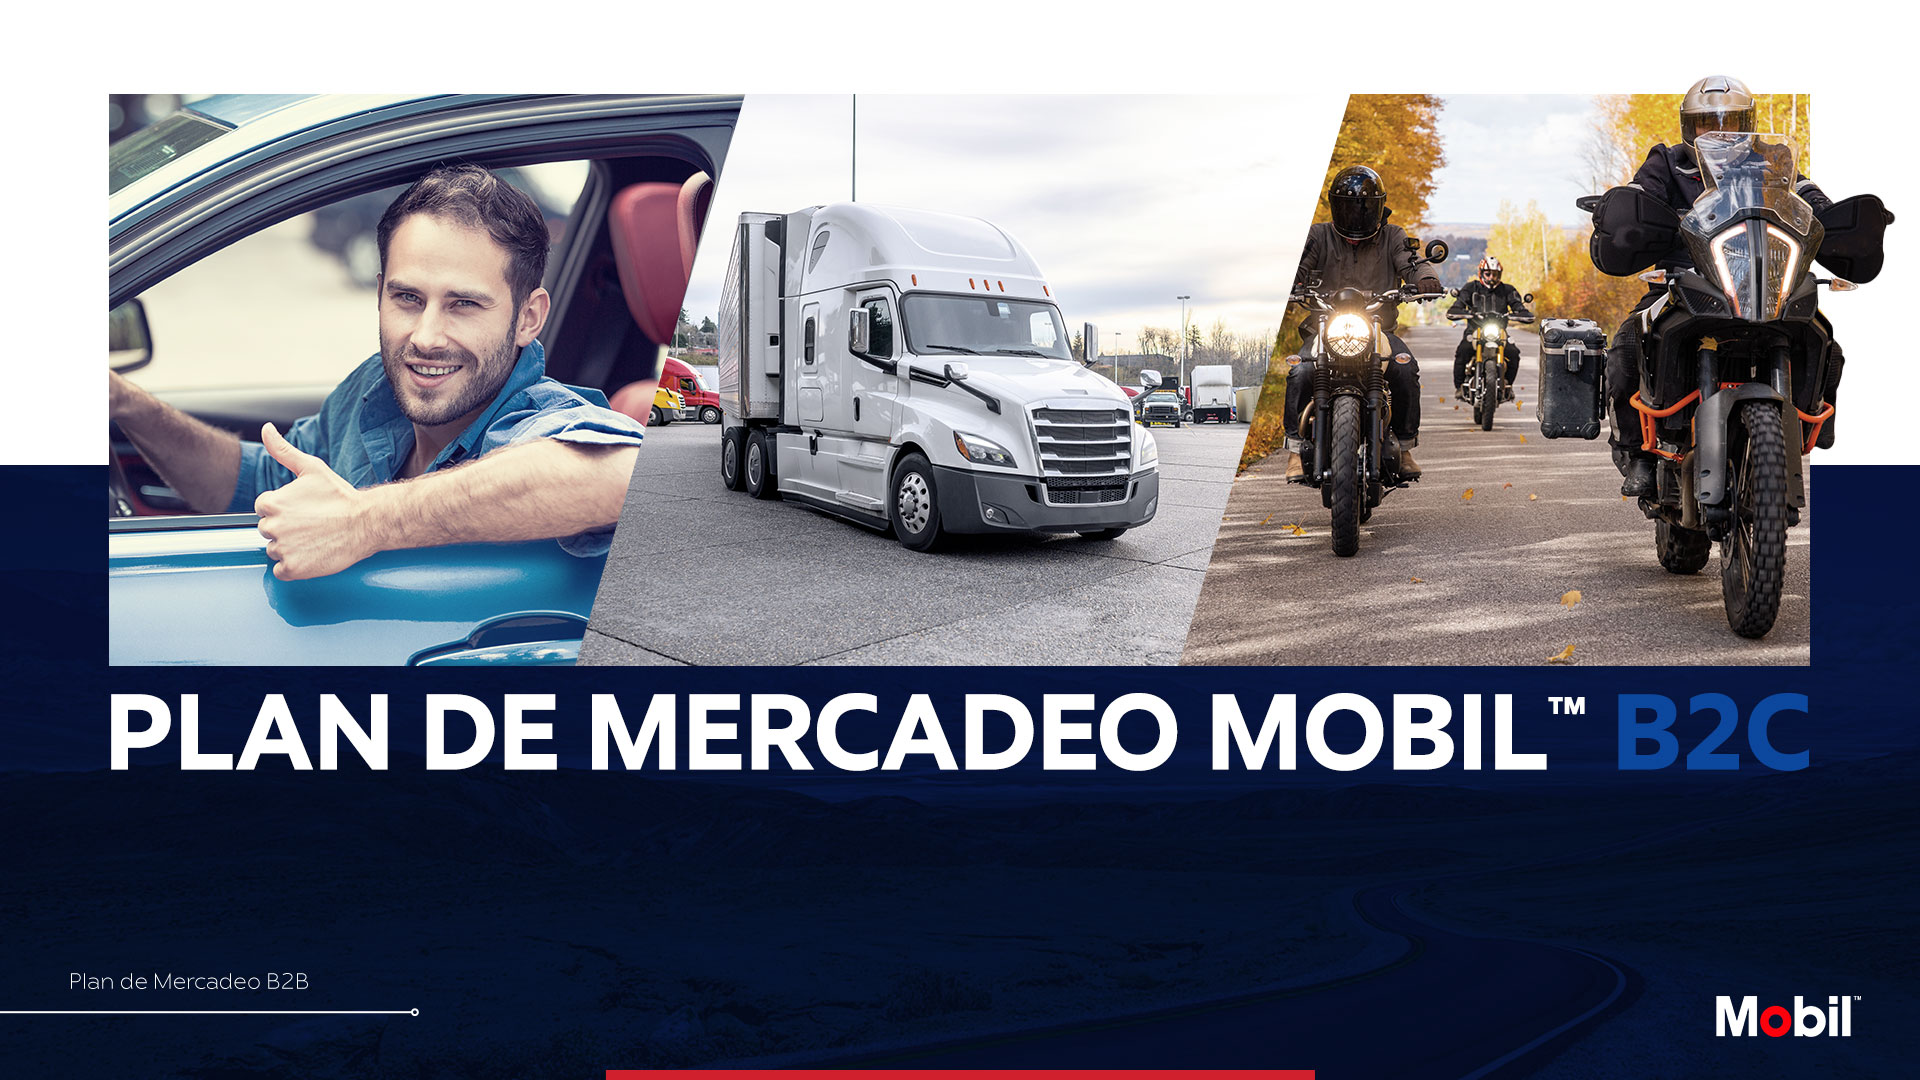 PLAN DE MERCADEO MOBIL™ B2C
Plan de Mercadeo B2B
Mobil™